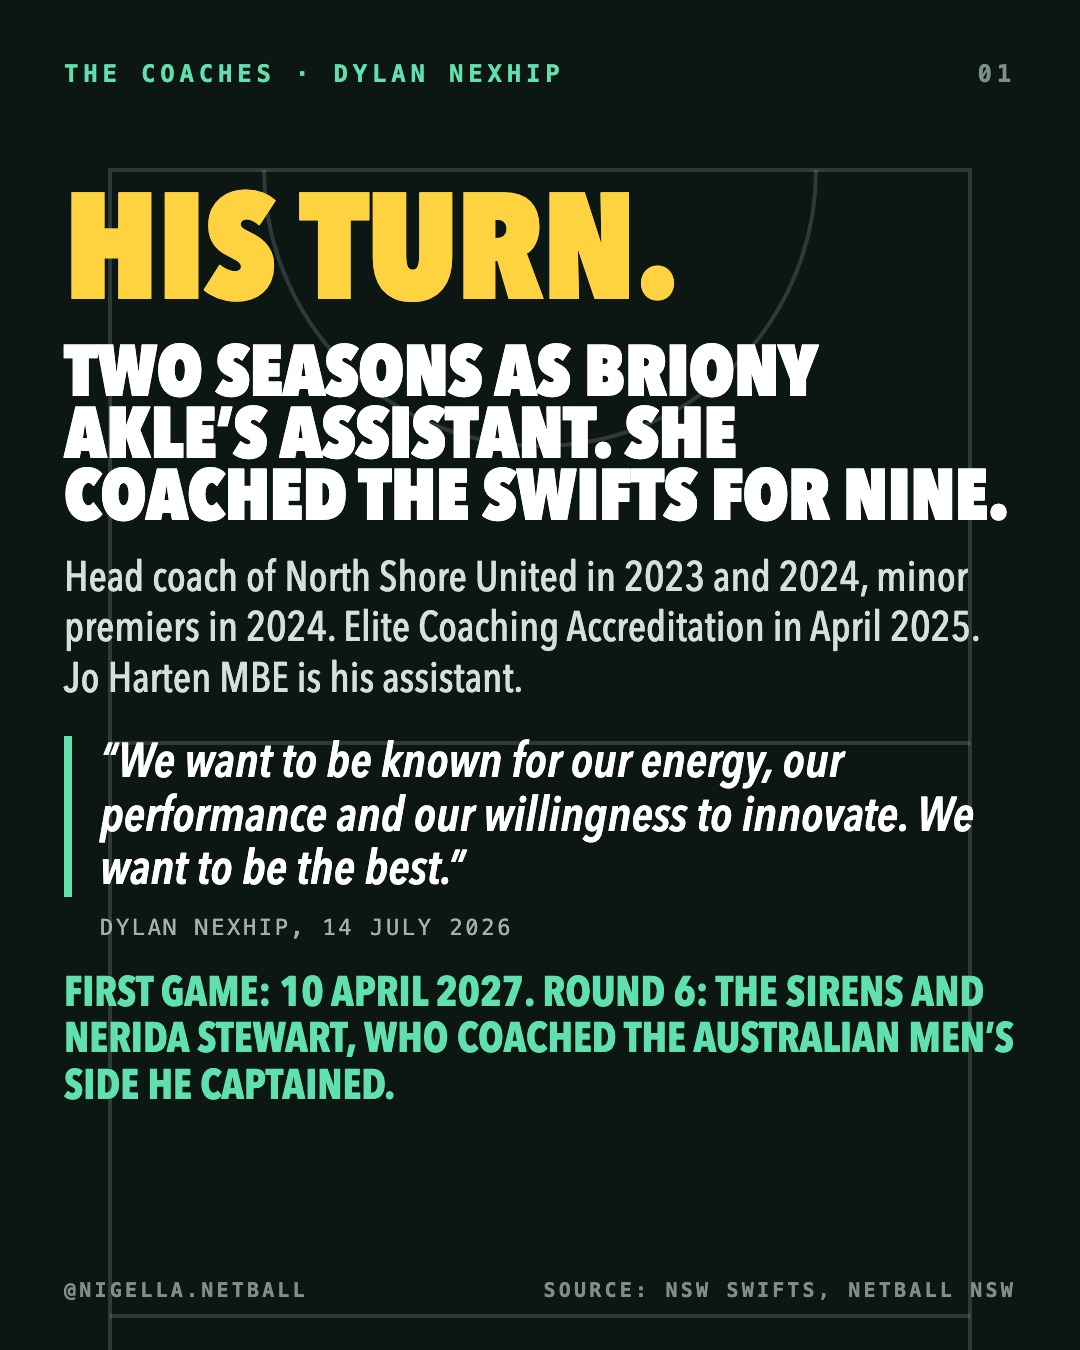 THE COACHES · DYLAN NEXHIP
01
HIS TURN.
TWO SEASONS AS BRIONY
AKLE’S ASSISTANT. SHE
COACHED THE SWIFTS FOR NINE.
Head coach of North Shore United in 2023 and 2024, minor
premiers in 2024. Elite Coaching Accreditation in April 2025.
Jo Harten MBE is his assistant.
“We want to be known for our energy, our
performance and our willingness to innovate. We
want to be the best.”
DYLAN NEXHIP, 14 JULY 2026
FIRST GAME: 10 APRIL 2027. ROUND 6: THE SIRENS AND
NERIDA STEWART, WHO COACHED THE AUSTRALIAN MEN’S
SIDE HE CAPTAINED.
@NIGELLA.NETBALL
SOURCE: NSW SWIFTS, NETBALL NSW